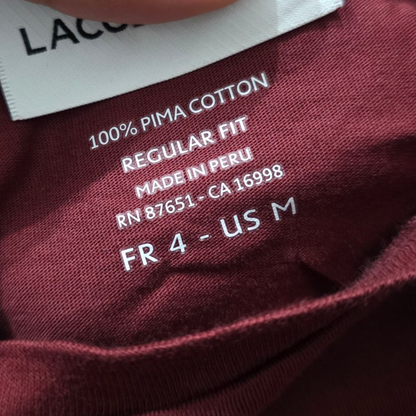 100% PIMA COTTON
REGULAR FIT
MADE IN PERU
RN 87651 - CA 16998
FR 4 - US M